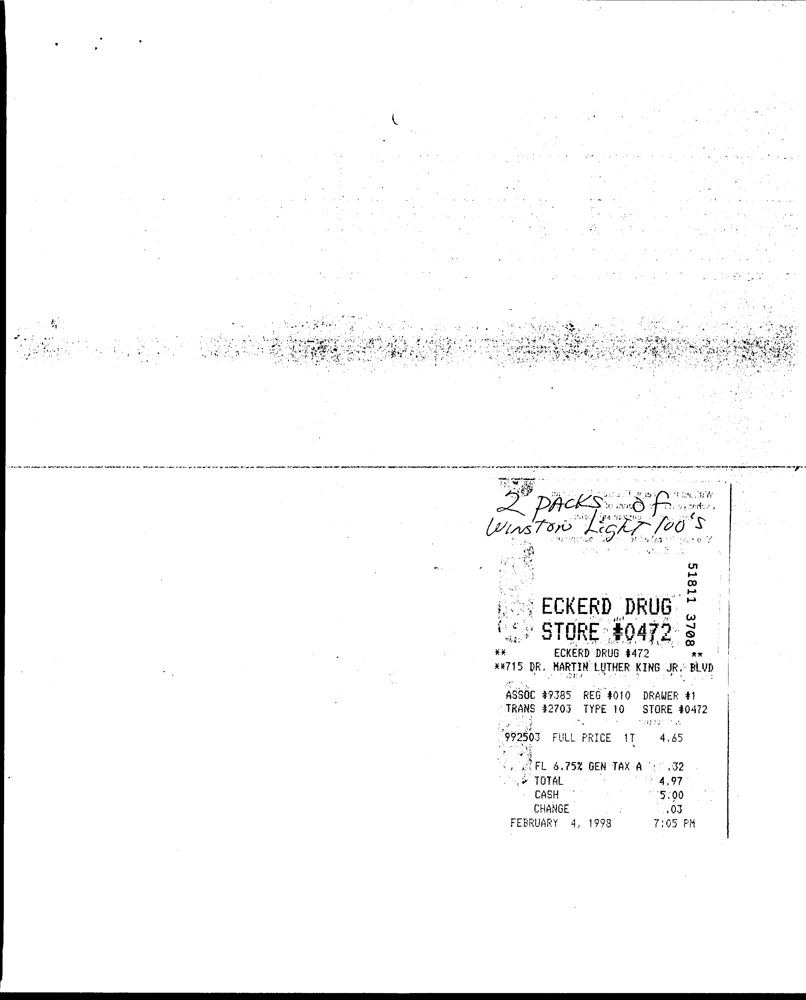 2 PACKS of
Winston Light 100's
51811 3708
ECKERD DRUG
STORE #0472
** ECKERD DRUG #472 **
**715 DR. MARTIN LUTHER KING JR. BLVD
ASSOC #9385 REG #010 DRAWER #1
TRANS #2703 TYPE 10 STORE #0472
992503 FULL PRICE 1T 4.65
FL 6.75% GEN TAX A .32
TOTAL 4.97
CASH 5.00
CHANGE .03
FEBRUARY 4, 1998 7:05 PM